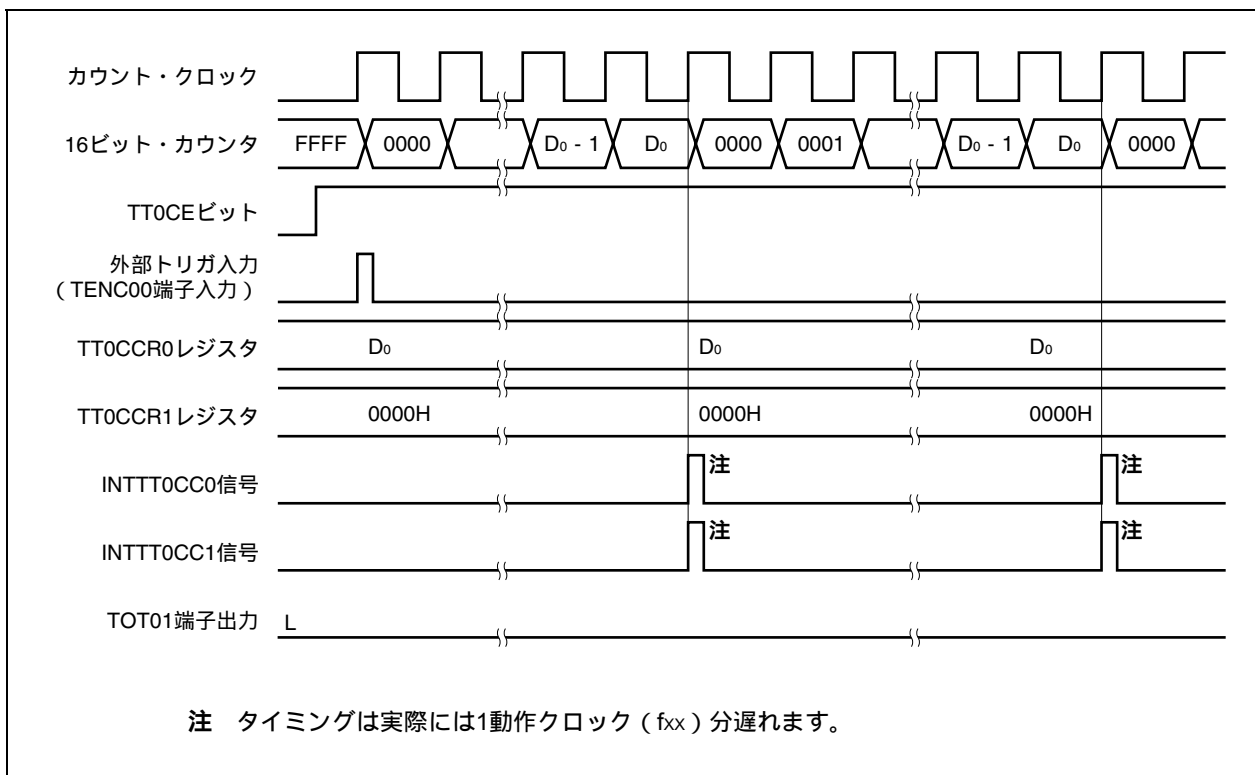 カウント・クロック
16ビット・カウンタ FFFF 0000 D0 - 1 D0 0000 0001 D0 - 1 D0 0000
TT0CEビット
外部トリガ入力
(TENC00端子入力)
TT0CCR0レジスタ D0 D0 D0
TT0CCR1レジスタ 0000H 0000H 0000H
INTTT0CC0信号 注 注
INTTT0CC1信号 注 注
TOT01端子出力 L
注 タイミングは実際には1動作クロック(fxx)分遅れます。